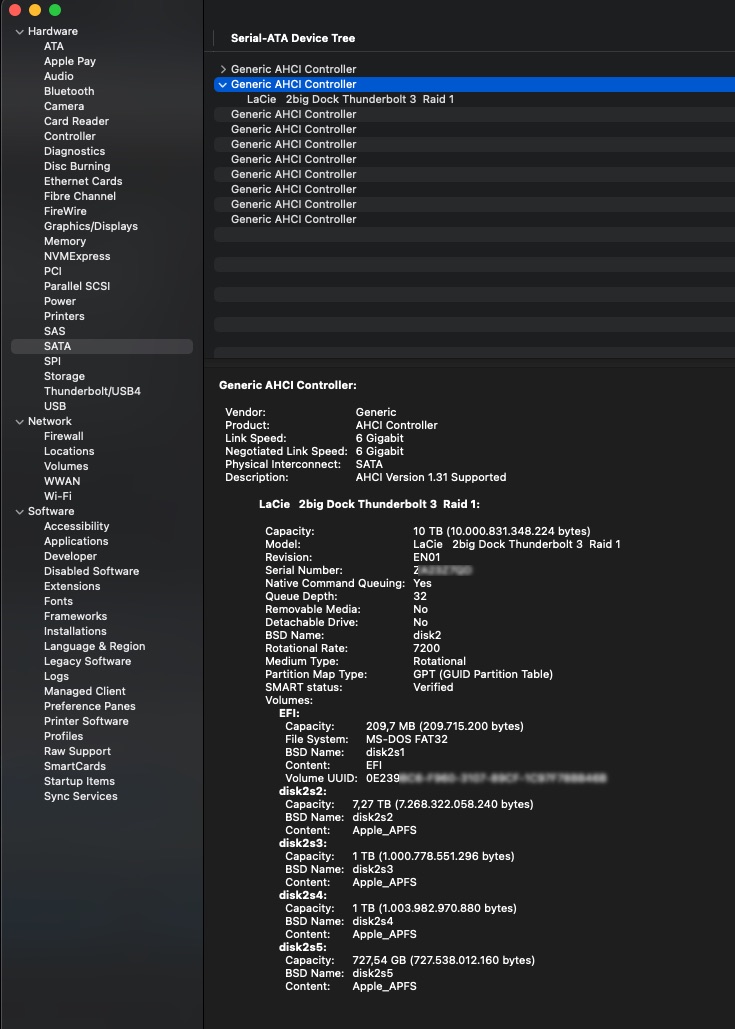 Hardware
ATA
Apple Pay
Audio
Bluetooth
Camera
Card Reader
Controller
Diagnostics
Disc Burning
Ethernet Cards
Fibre Channel
FireWire
Graphics/Displays
Memory
NVMExpress
PCI
Parallel SCSI
Power
Printers
SAS
SATA
SPI
Storage
Thunderbolt/USB4
USB
Network
Firewall
Locations
Volumes
WWAN
Wi-Fi
Software
Accessibility
Applications
Developer
Disabled Software
Extensions
Fonts
Frameworks
Installations
Language & Region
Legacy Software
Logs
Managed Client
Preference Panes
Printer Software
Profiles
Raw Support
SmartCards
Startup Items
Sync Services
Serial-ATA Device Tree
Generic AHCI Controller
Generic AHCI Controller
LaCie 2big Dock Thunderbolt 3 Raid 1
Generic AHCI Controller
Generic AHCI Controller
Generic AHCI Controller
Generic AHCI Controller
Generic AHCI Controller
Generic AHCI Controller
Generic AHCI Controller
Generic AHCI Controller
Generic AHCI Controller:
Vendor: Generic
Product: AHCI Controller
Link Speed: 6 Gigabit
Negotiated Link Speed: 6 Gigabit
Physical Interconnect: SATA
Description: AHCI Version 1.31 Supported
LaCie 2big Dock Thunderbolt 3 Raid 1:
Capacity: 10 TB (10.000.831.348.224 bytes)
Model: LaCie 2big Dock Thunderbolt 3 Raid 1
Revision: EN01
Serial Number:
Native Command Queuing: Yes
Queue Depth: 32
Removable Media: No
Detachable Drive: No
BSD Name: disk2
Rotational Rate: 7200
Medium Type: Rotational
Partition Map Type: GPT (GUID Partition Table)
SMART status: Verified
Volumes:
EFI:
Capacity: 209,7 MB (209.715.200 bytes)
File System: MS-DOS FAT32
BSD Name: disk2s1
Content: EFI
Volume UUID: 0E239
disk2s2:
Capacity: 7,27 TB (7.268.322.058.240 bytes)
BSD Name: disk2s2
Content: Apple_APFS
disk2s3:
Capacity: 1 TB (1.000.778.551.296 bytes)
BSD Name: disk2s3
Content: Apple_APFS
disk2s4:
Capacity: 1 TB (1.003.982.970.880 bytes)
BSD Name: disk2s4
Content: Apple_APFS
disk2s5:
Capacity: 727,54 GB (727.538.012.160 bytes)
BSD Name: disk2s5
Content: Apple_APFS